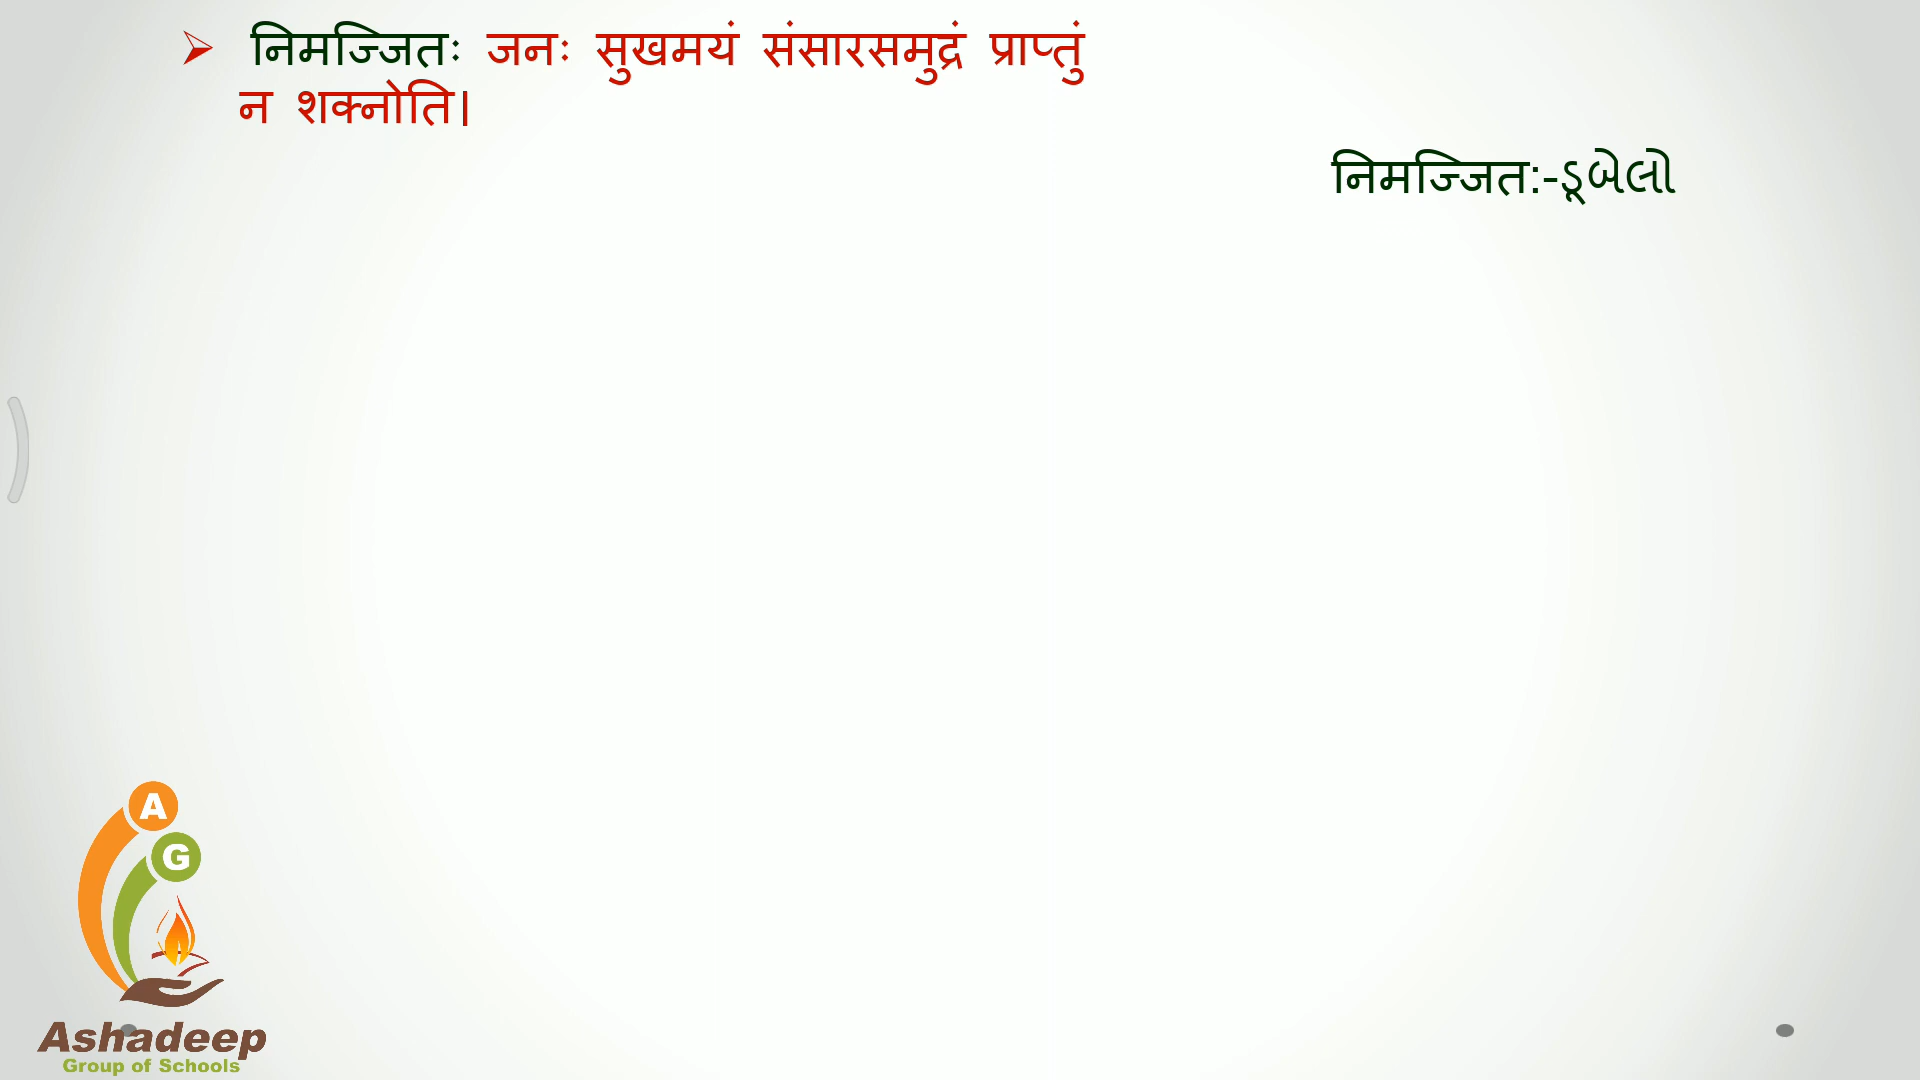 ➢ निमज्जितः जनः सुखमयं संसारसमुद्रं प्राप्तुं
न शक्नोति।
निमज्जित:-ડૂબેલો
A
G
Ashadeep
Group of Schools